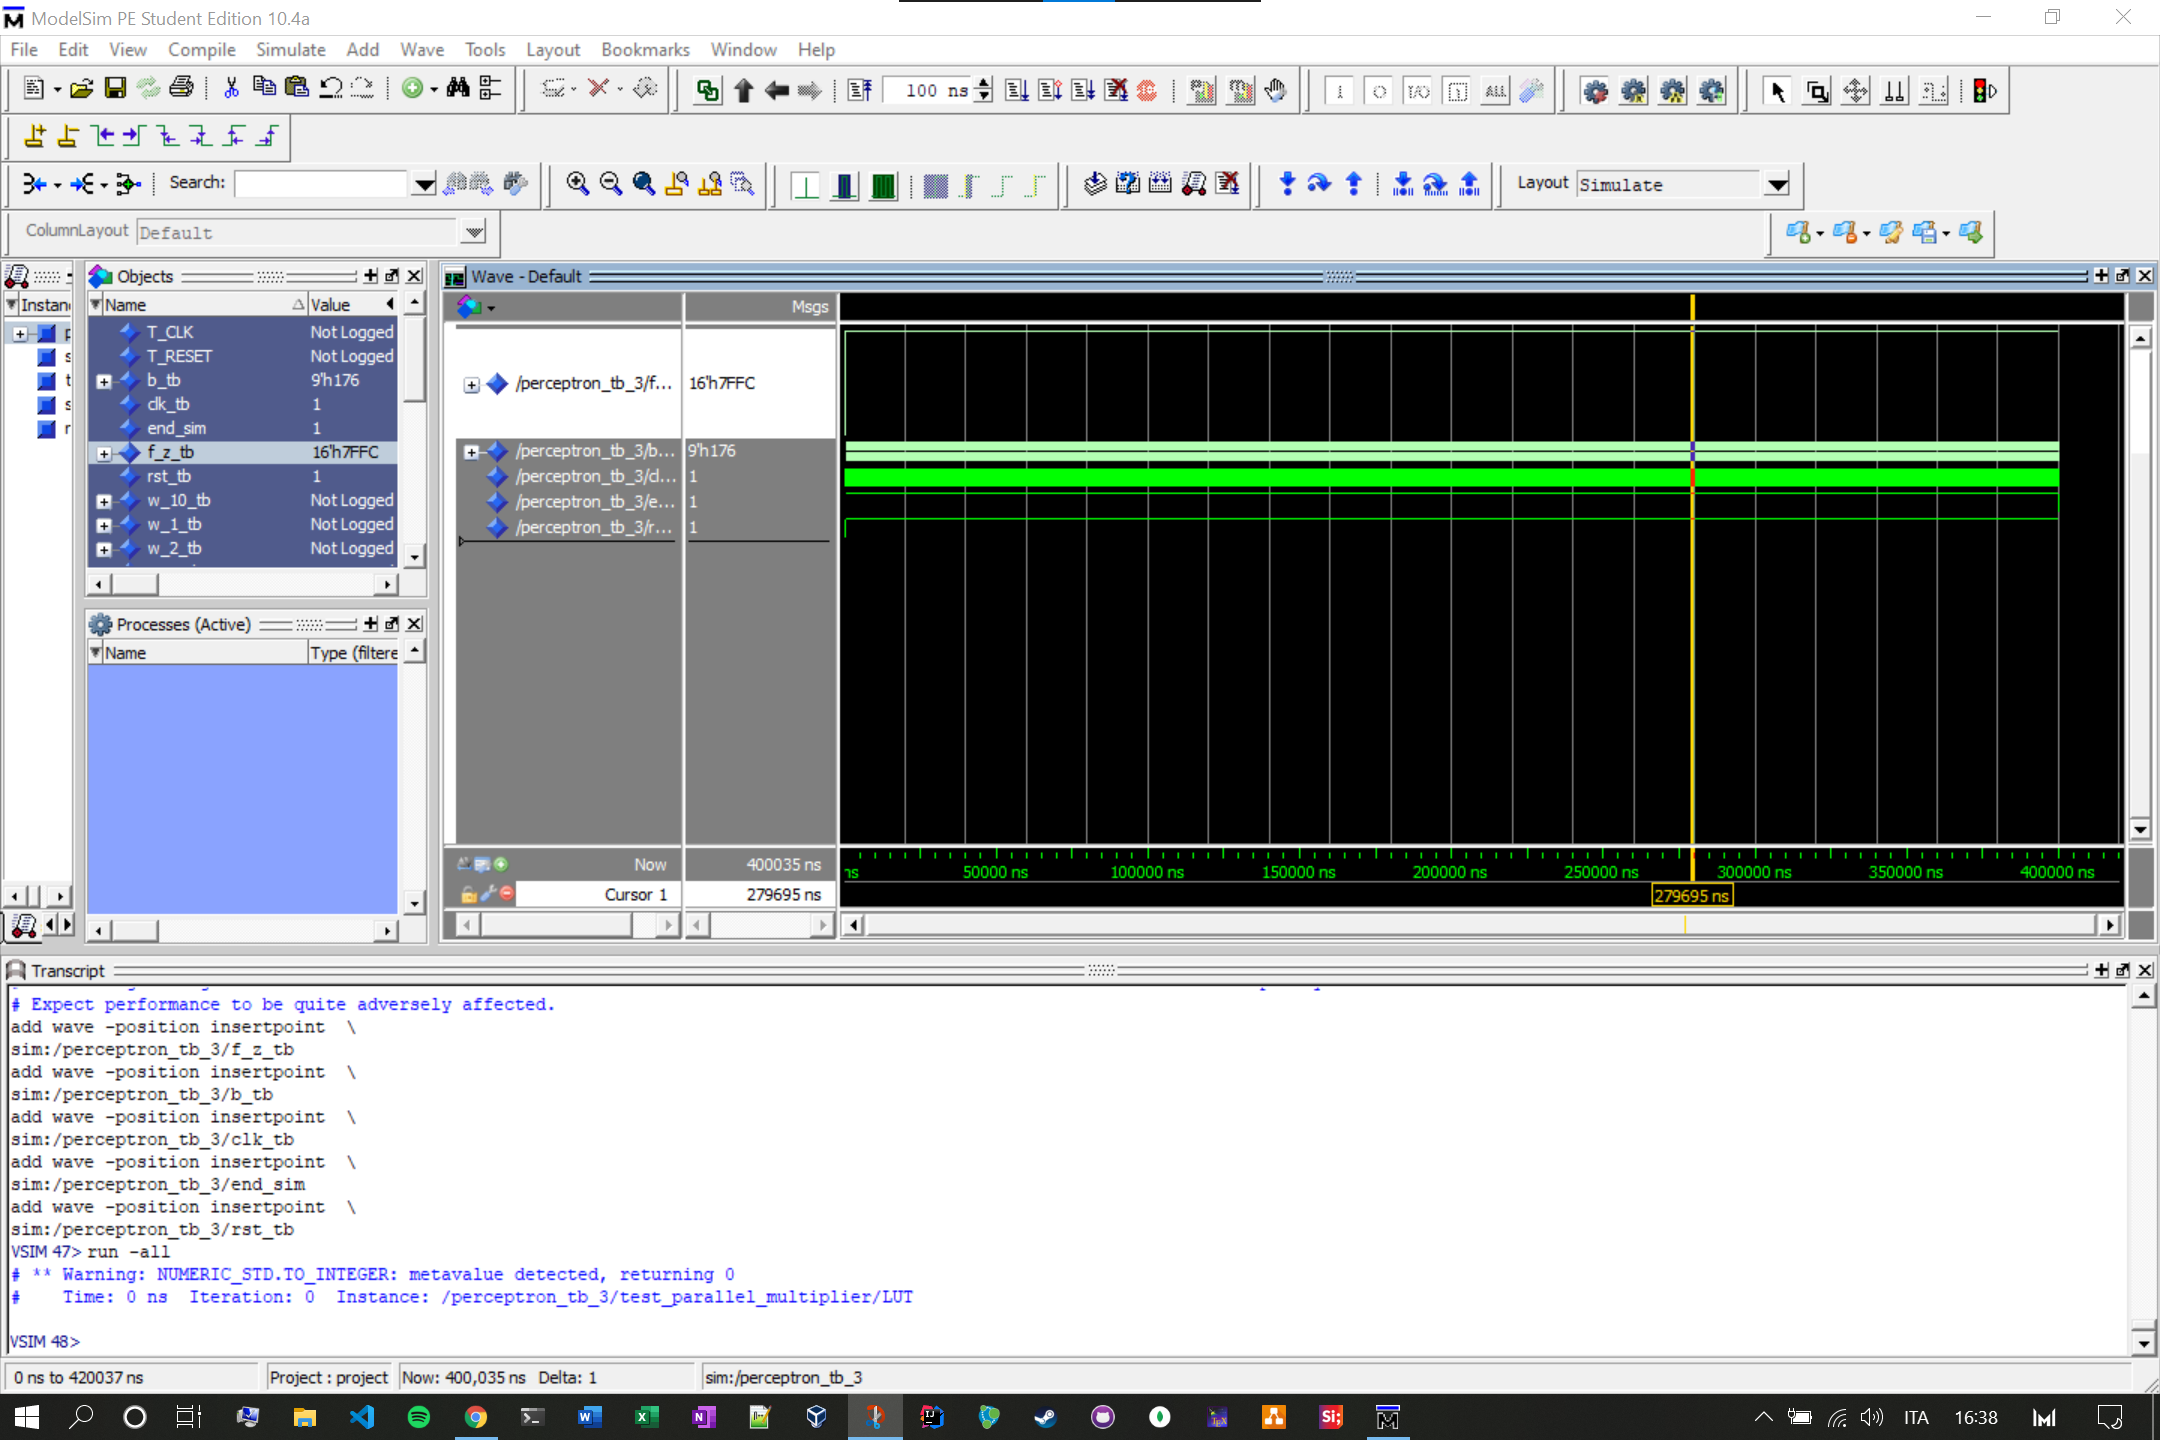 ModelSim PE Student Edition 10.4a
File Edit View Compile Simulate Add Wave Tools Layout Bookmarks Window Help
100 ns
Search:
Layout Simulate
ColumnLayout Default
Instan
Objects
Name Value
T_CLK Not Logged
T_RESET Not Logged
b_tb 9'h176
clk_tb 1
end_sim 1
f_z_tb 16'h7FFC
rst_tb 1
w_10_tb Not Logged
w_1_tb Not Logged
w_2_tb Not Logged
Processes (Active)
Name Type (filtere
Wave - Default
Msgs
/perceptron_tb_3/f... 16'h7FFC
/perceptron_tb_3/b... 9'h176
/perceptron_tb_3/cl... 1
/perceptron_tb_3/e... 1
/perceptron_tb_3/r... 1
Now 400035 ns
Cursor 1 279695 ns
ns 50000 ns 100000 ns 150000 ns 200000 ns 250000 ns 300000 ns 350000 ns 400000 ns
279695 ns
Transcript
# Expect performance to be quite adversely affected.
add wave -position insertpoint \
sim:/perceptron_tb_3/f_z_tb
add wave -position insertpoint \
sim:/perceptron_tb_3/b_tb
add wave -position insertpoint \
sim:/perceptron_tb_3/clk_tb
add wave -position insertpoint \
sim:/perceptron_tb_3/end_sim
add wave -position insertpoint \
sim:/perceptron_tb_3/rst_tb
VSIM 47> run -all
# ** Warning: NUMERIC_STD.TO_INTEGER: metavalue detected, returning 0
# Time: 0 ns Iteration: 0 Instance: /perceptron_tb_3/test_parallel_multiplier/LUT
VSIM 48>
0 ns to 420037 ns Project : project Now: 400,035 ns Delta: 1 sim:/perceptron_tb_3
ITA 16:38